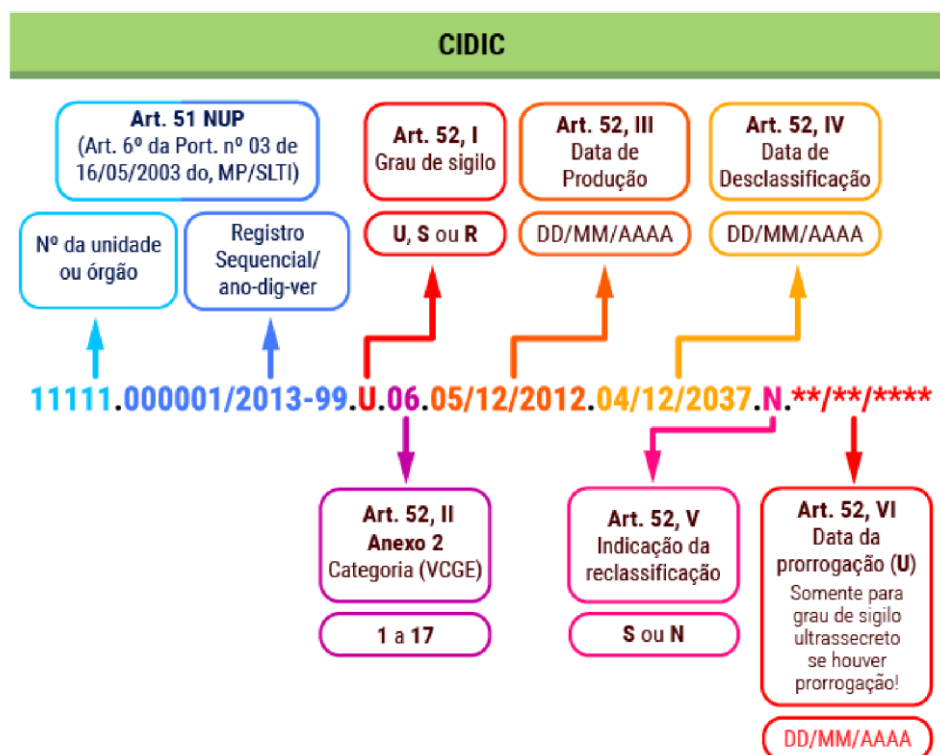 CIDIC
Art. 51 NUP
(Art. 6º da Port. nº 03 de
16/05/2003 do, MP/SLTI)
Nº da unidade
ou órgão
Registro
Sequencial/
ano-dig-ver
Art. 52, I
Grau de sigilo
U, S ou R
Art. 52, III
Data de
Produção
DD/MM/AAAA
Art. 52, IV
Data de
Desclassificação
DD/MM/AAAA
11111.000001/2013-99.U.06.05/12/2012.04/12/2037.N.**/**/****
Art. 52, II
Anexo 2
Categoria (VCGE)
1 a 17
Art. 52, V
Indicação da
reclassificação
S ou N
Art. 52, VI
Data da
prorrogação (U)
Somente para
grau de sigilo
ultrassecreto
se houver
prorrogação!
DD/MM/AAAA